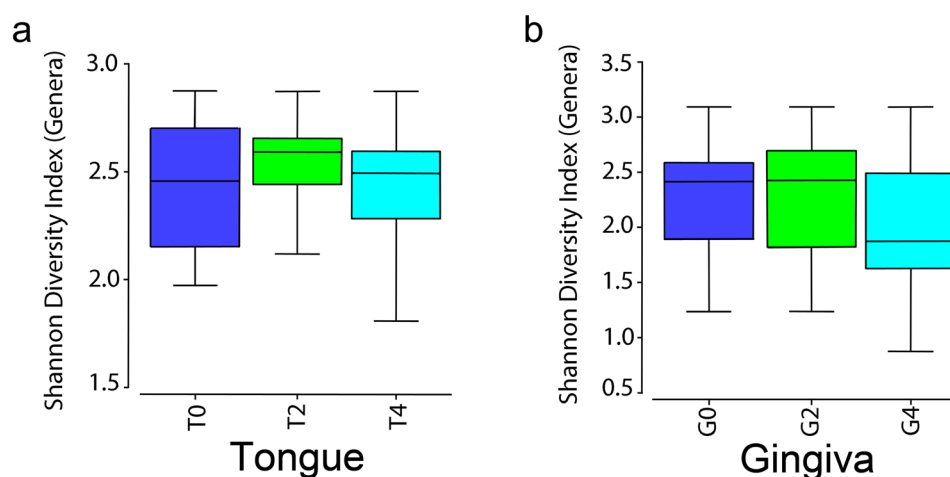 a
Shannon Diversity Index (Genera)
3.0
2.5
2.0
1.5
T0
T2
T4
Tongue
b
Shannon Diversity Index (Genera)
3.5
3.0
2.5
2.0
1.5
1.0
0.5
G0
G2
G4
Gingiva